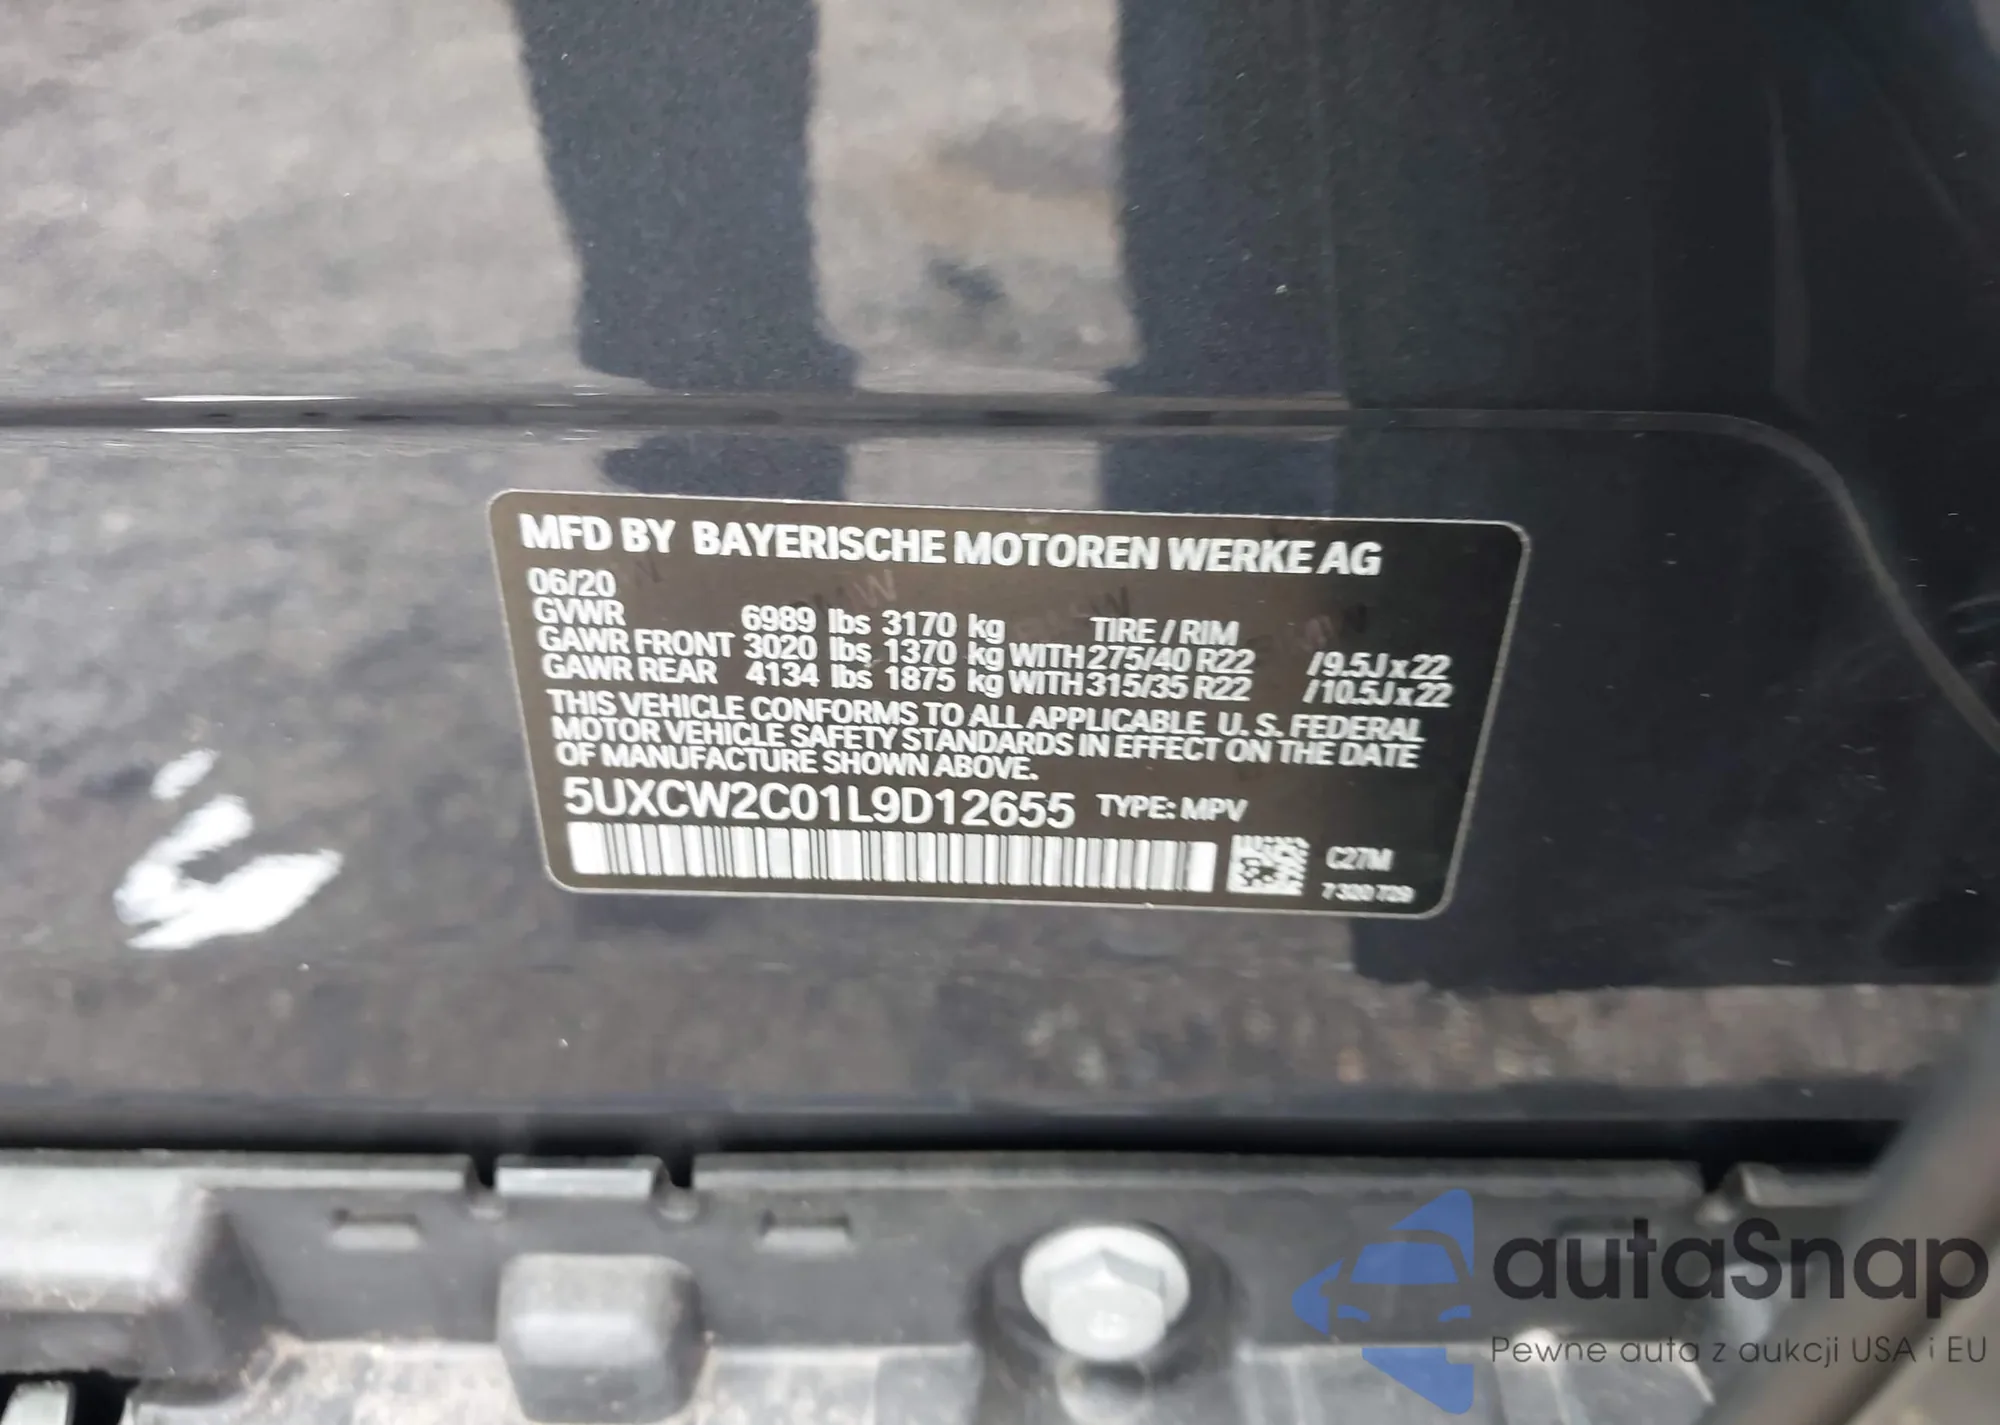 MFD BY BAYERISCHE MOTOREN WERKE AG
06/20
GVWR 6989 lbs 3170 kg TIRE / RIM
GAWR FRONT 3020 lbs 1370 kg WITH 275/40 R22 /9.5J x 22
GAWR REAR 4134 lbs 1875 kg WITH 315/35 R22 /10.5J x 22
THIS VEHICLE CONFORMS TO ALL APPLICABLE U. S. FEDERAL
MOTOR VEHICLE SAFETY STANDARDS IN EFFECT ON THE DATE
OF MANUFACTURE SHOWN ABOVE.
5UXCW2C01L9D12655 TYPE: MPV
C27M
7 320 729
autaSnap
Pewne auta z aukcji USA i EU